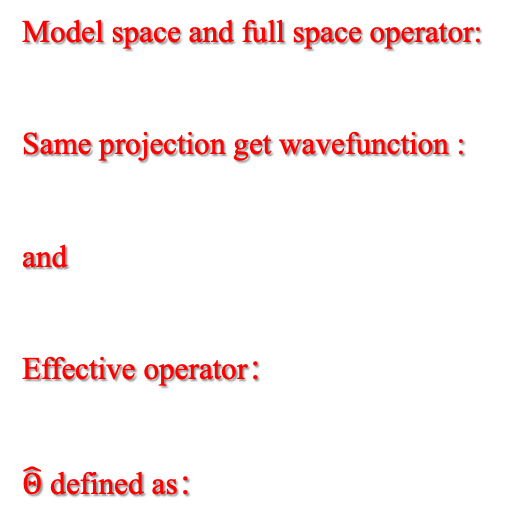 Model space and full space operator:
Same projection get wavefunction :
and
Effective operator：
Θ̂ defined as：